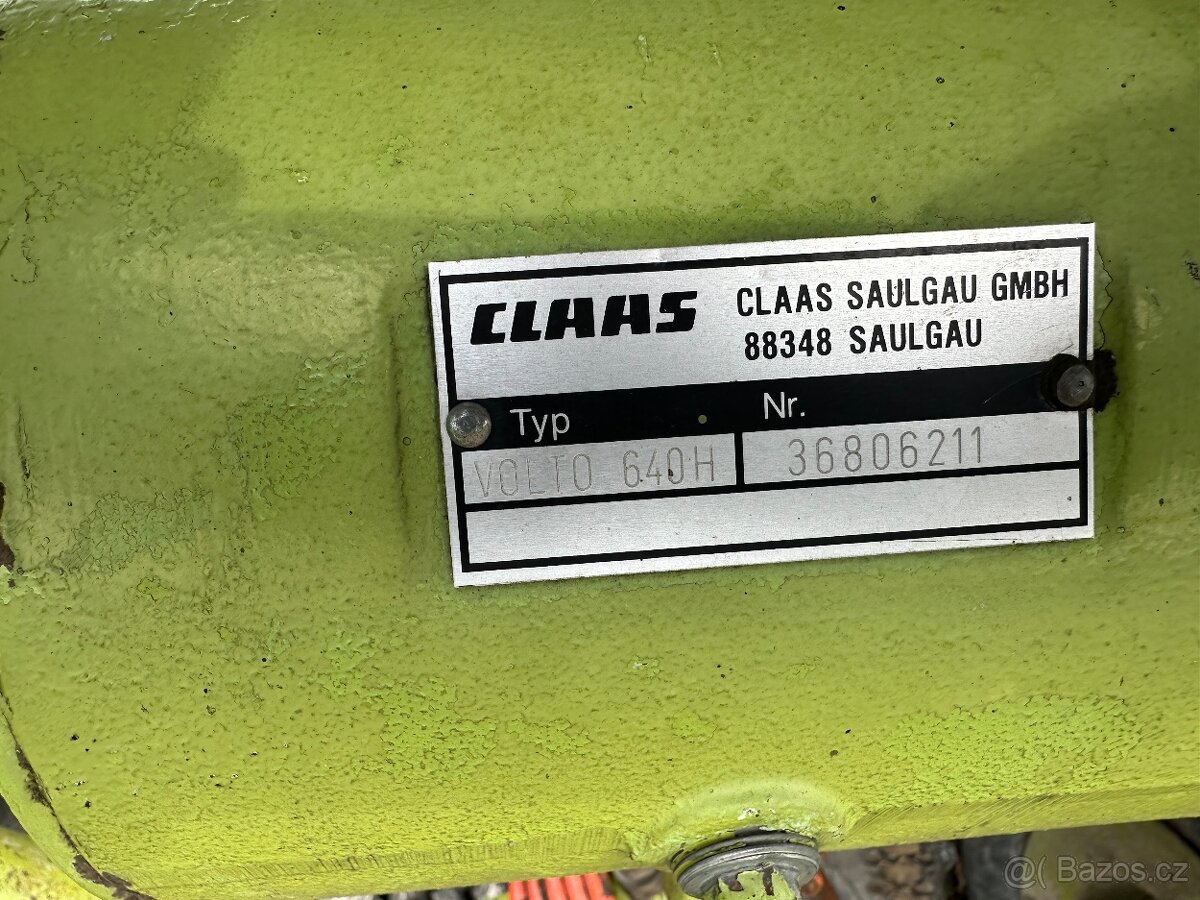 CLAAS
CLAAS SAULGAU GMBH
88348 SAULGAU
Typ Nr.
VOLTO 640H 36806211
Bazos.cz